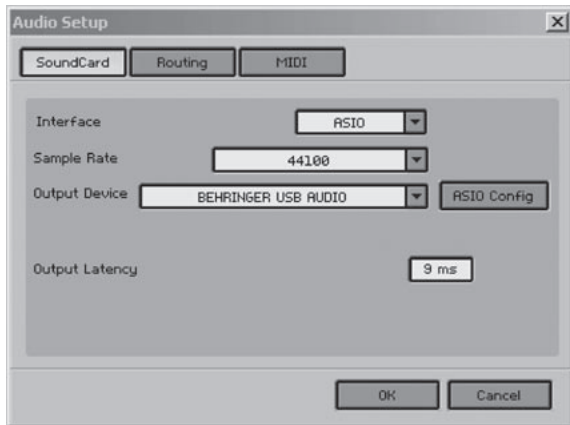 Audio Setup
SoundCard Routing MIDI
Interface ASIO
Sample Rate 44100
Output Device BEHRINGER USB AUDIO ASIO Config
Output Latency 9 ms
OK Cancel